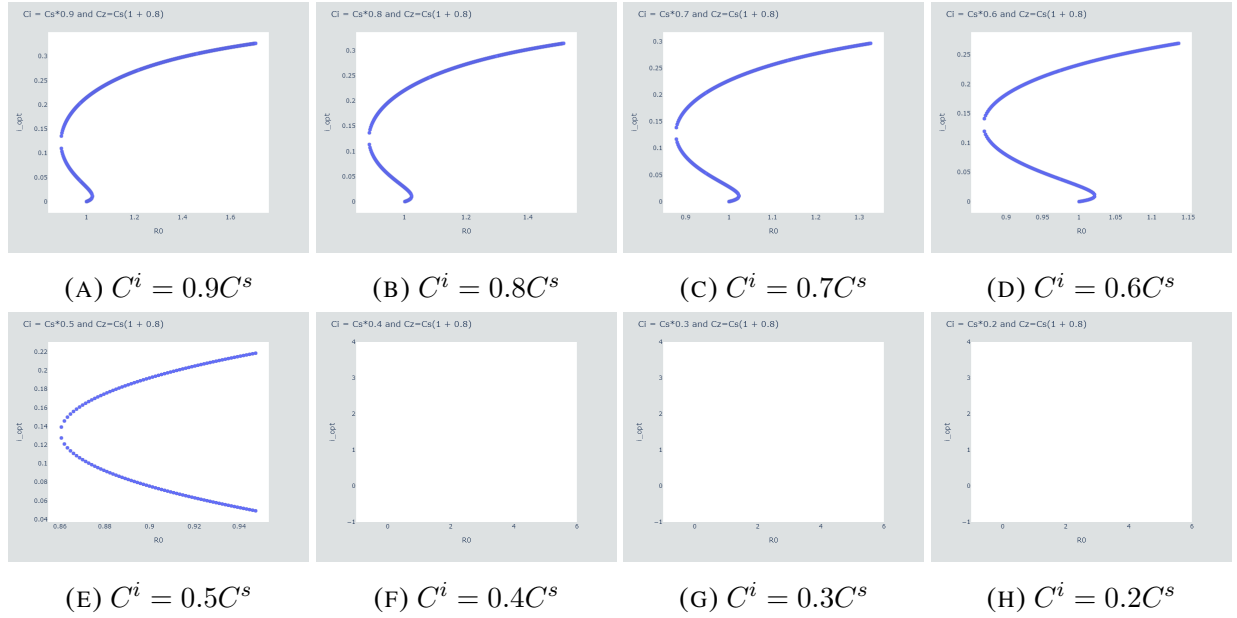 Ci = Cs*0.9 and Cz=Cs(1 + 0.8)
0.3
0.25
0.2
0.15
0.1
0.05
0
i_opt
1
1.2
1.4
1.6
R0
(A) C^i = 0.9C^s
Ci = Cs*0.8 and Cz=Cs(1 + 0.8)
0.3
0.25
0.2
0.15
0.1
0.05
0
i_opt
1
1.2
1.4
R0
(B) C^i = 0.8C^s
Ci = Cs*0.7 and Cz=Cs(1 + 0.8)
0.3
0.25
0.2
0.15
0.1
0.05
0
i_opt
0.9
1
1.1
1.2
1.3
R0
(C) C^i = 0.7C^s
Ci = Cs*0.6 and Cz=Cs(1 + 0.8)
0.25
0.2
0.15
0.1
0.05
0
i_opt
0.9
0.95
1
1.05
1.1
1.15
R0
(D) C^i = 0.6C^s
Ci = Cs*0.5 and Cz=Cs(1 + 0.8)
0.22
0.2
0.18
0.16
0.14
0.12
0.1
0.08
0.06
0.04
i_opt
0.86
0.88
0.9
0.92
0.94
R0
(E) C^i = 0.5C^s
Ci = Cs*0.4 and Cz=Cs(1 + 0.8)
4
3
2
1
0
−1
i_opt
0
2
4
6
R0
(F) C^i = 0.4C^s
Ci = Cs*0.3 and Cz=Cs(1 + 0.8)
4
3
2
1
0
−1
i_opt
0
2
4
6
R0
(G) C^i = 0.3C^s
Ci = Cs*0.2 and Cz=Cs(1 + 0.8)
4
3
2
1
0
−1
i_opt
0
2
4
6
R0
(H) C^i = 0.2C^s